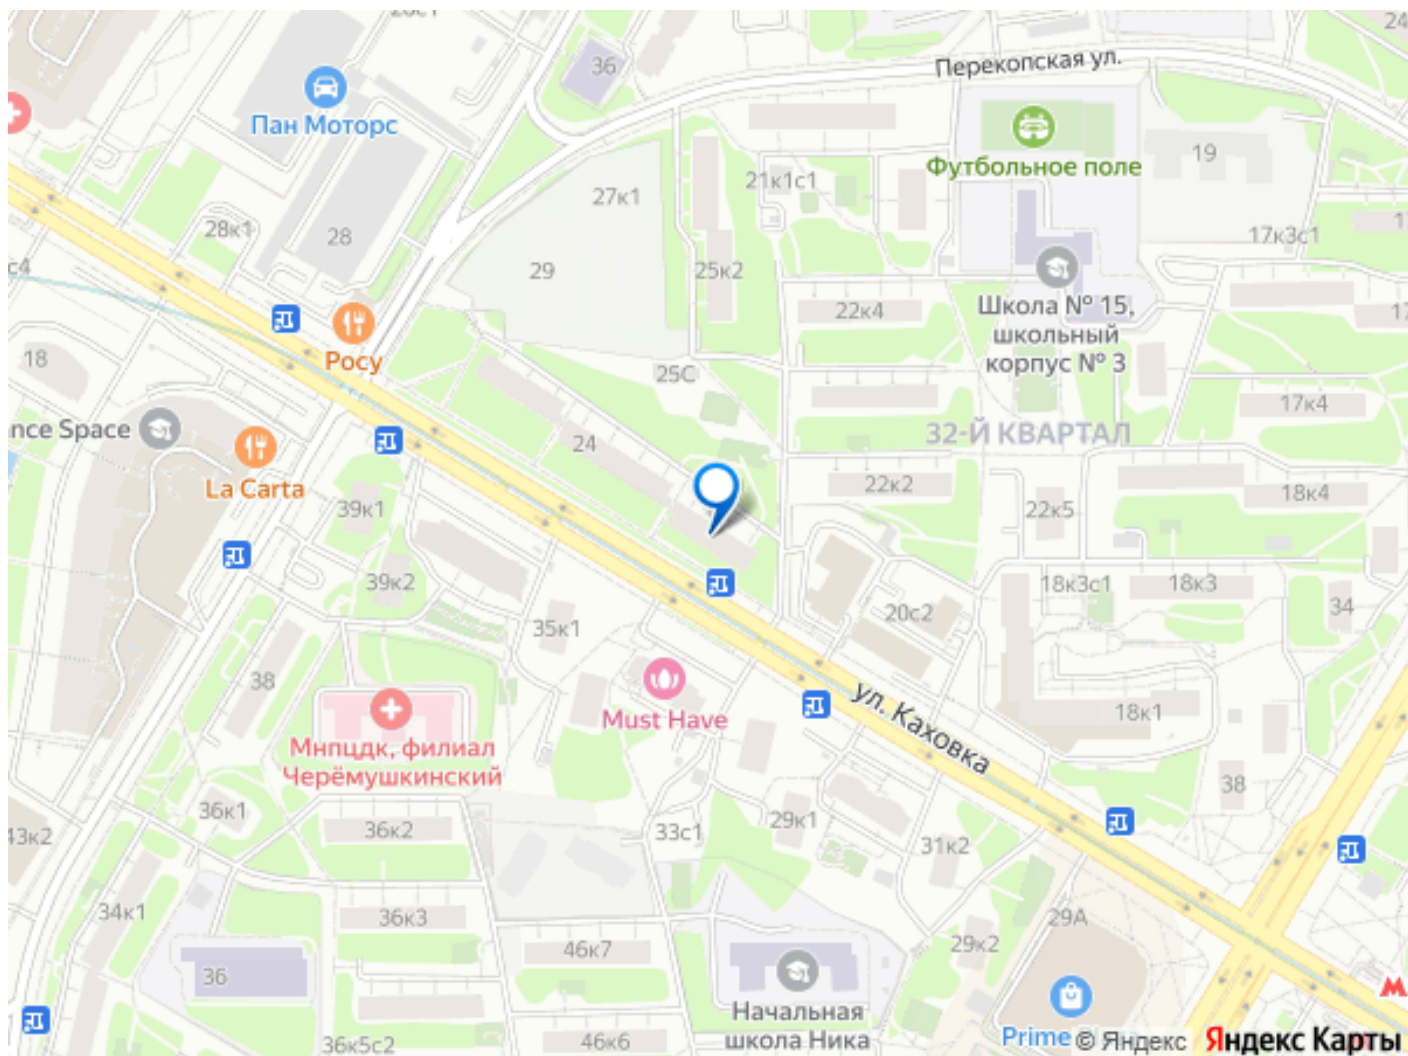 24
36
Перекопская ул.
Пан Моторс
Футбольное поле
19
21к1с1
27к1
28к1
28
17к3с1
с4
29
25к2
22к4
Школа № 15,
школьный
корпус № 3
Росу
18
25С
17к4
nce Space
24
32-Й КВАРТАЛ
La Carta
39к1
22к2
22к5
18к4
39к2
18к3с1
18к3
34
20с2
35к1
38
Must Have
ул. Каховка
18к1
Мнпцдк, филиал
Черёмушкинский
38
36к1
36к2
33с1
29к1
31к2
43к2
34к1
36к3
29А
29к2
46к7
36
Начальная
школа Ника
36к5с2
46к6
Prime
© Яндекс
Яндекс Карты